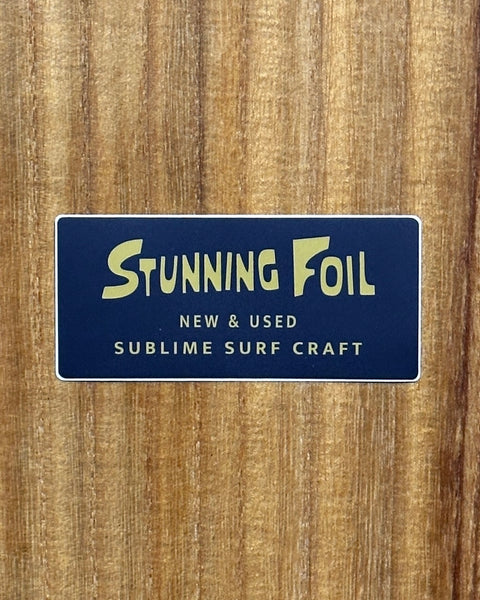 STUNNING FOIL
NEW & USED
SUBLIME SURF CRAFT